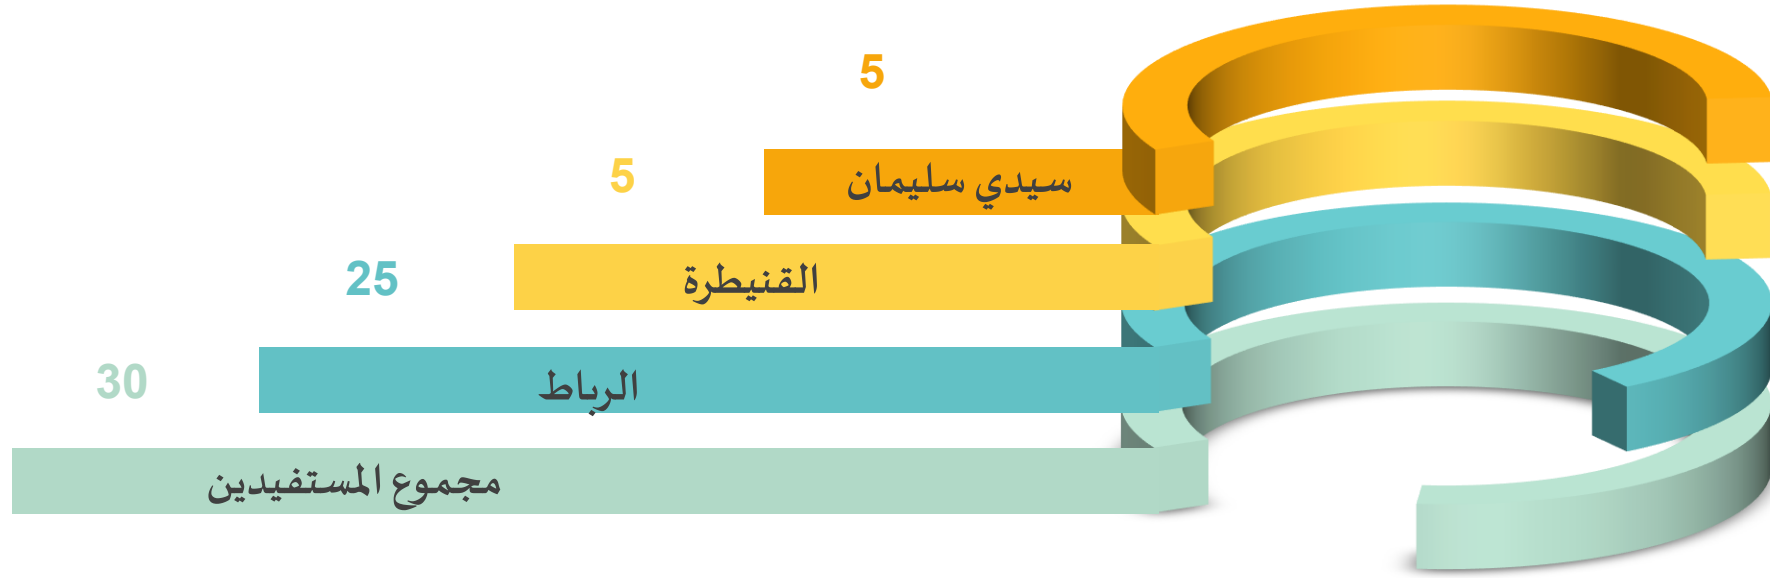 5
سيدي سليمان
5
القنيطرة
25
الرباط
30
مجموع المستفيدين